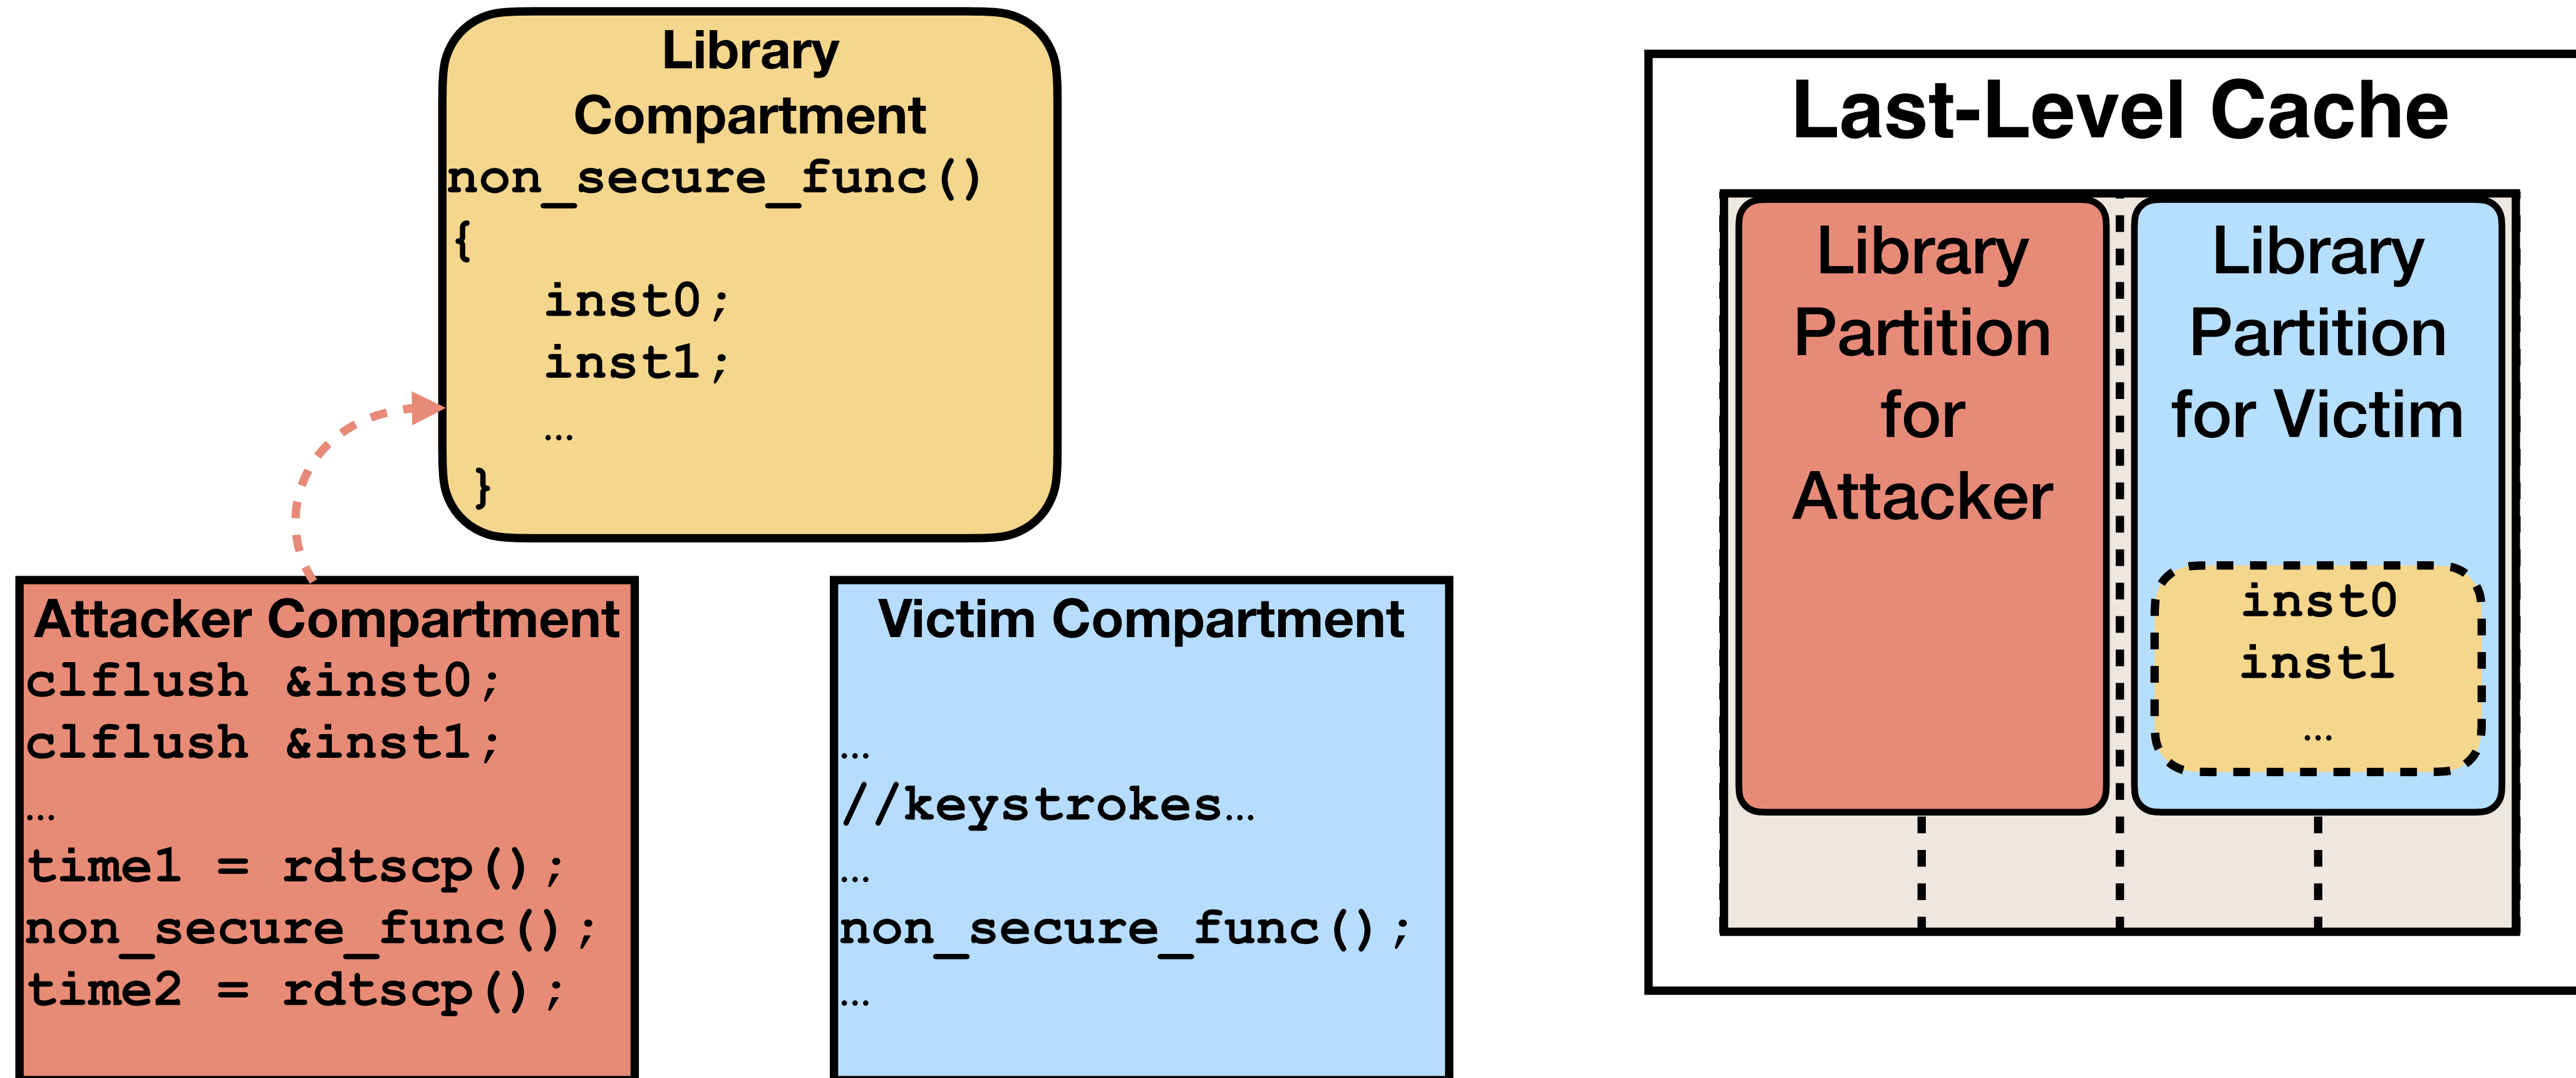 Library
Compartment
non_secure_func()
{
inst0;
inst1;
…
}
Attacker Compartment
clflush &inst0;
clflush &inst1;
…
time1 = rdtscp();
non_secure_func();
time2 = rdtscp();
Victim Compartment
…
//keystrokes…
…
non_secure_func();
…
Last-Level Cache
Library
Partition
for
Attacker
Library
Partition
for Victim
inst0
inst1
…